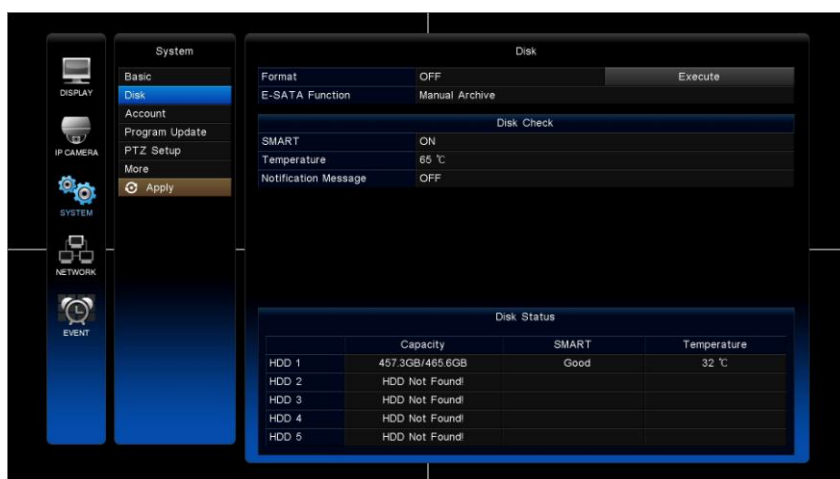 DISPLAY
IP CAMERA
SYSTEM
NETWORK
EVENT
System
Basic
Disk
Account
Program Update
PTZ Setup
More
Apply
Disk
Format OFF Execute
E-SATA Function Manual Archive
Disk Check
SMART ON
Temperature 65 ℃
Notification Message OFF
Disk Status
Capacity SMART Temperature
HDD 1 457.3GB/465.6GB Good 32 ℃
HDD 2 HDD Not Found!
HDD 3 HDD Not Found!
HDD 4 HDD Not Found!
HDD 5 HDD Not Found!